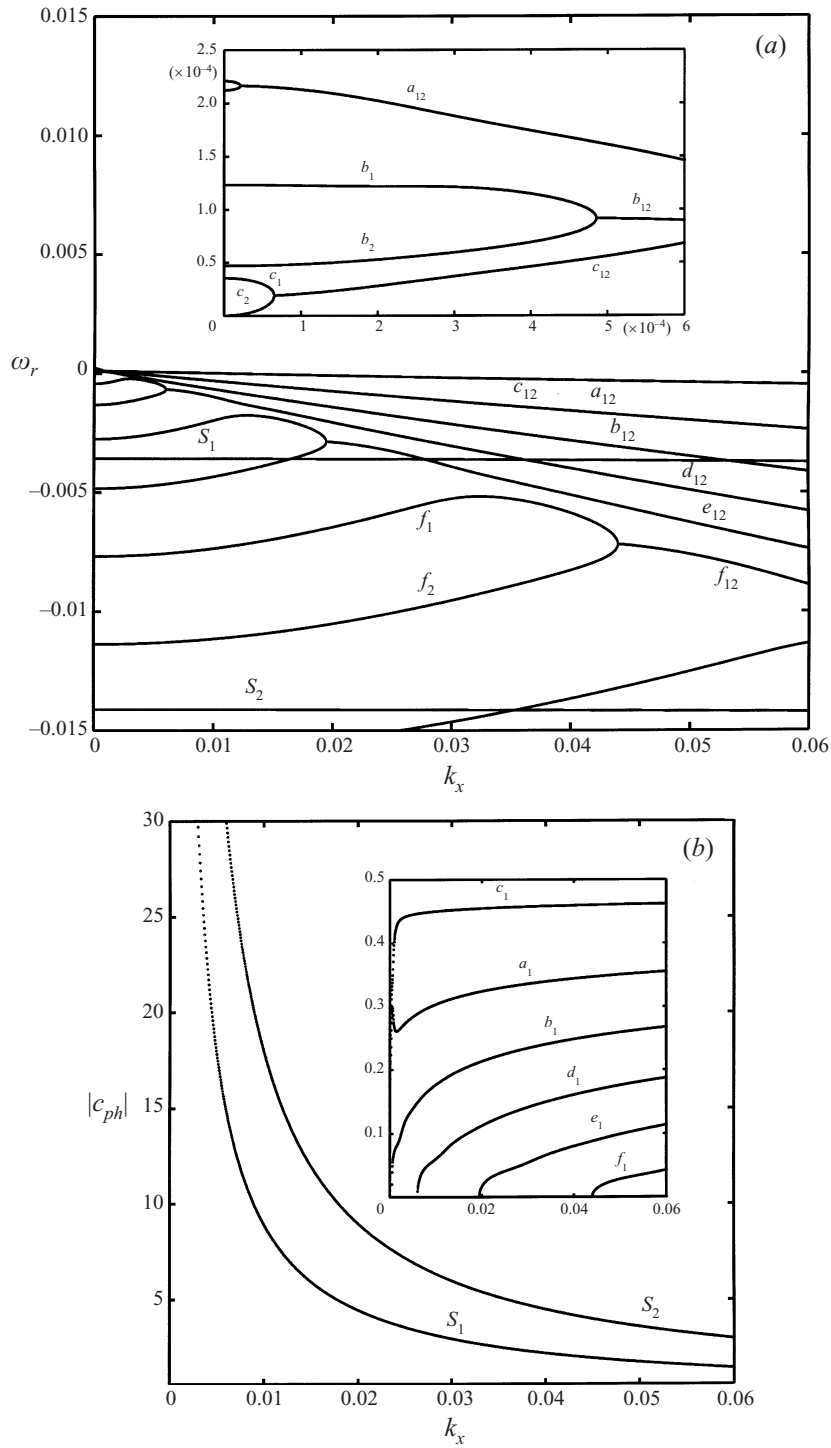 0.015
(a)
2.5
(×10⁻⁴)
a₁₂
2.0
1.5
b₁
1.0
b₁₂
b₂
0.5
c₁
c₂
c₁₂
0
1
2
3
4
5
(×10⁻⁴)
6
0.010
0.005
ωᵣ
0
c₁₂
a₁₂
b₁₂
S₁
d₁₂
–0.005
e₁₂
f₁
f₂
f₁₂
–0.01
S₂
–0.015
0
0.01
0.02
0.03
0.04
0.05
0.06
kₓ
30
(b)
0.5
c₁
25
0.4
a₁
0.3
b₁
20
0.2
d₁
e₁
0.1
f₁
|c_ph|
15
0
0.02
0.04
0.06
10
5
S₁
S₂
0
0.01
0.02
0.03
0.04
0.05
0.06
kₓ